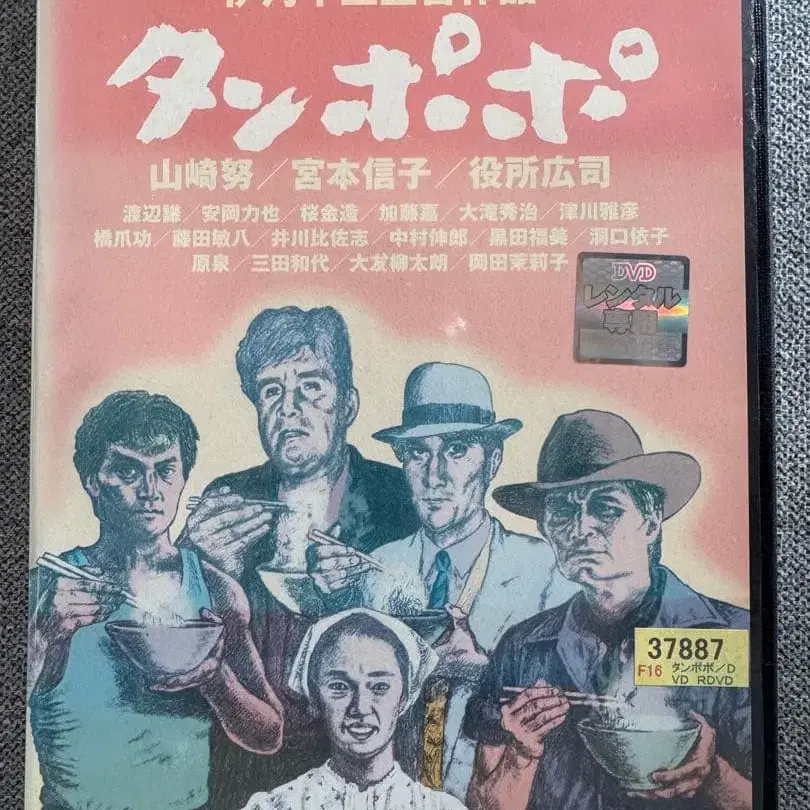 タンポポ
山崎努／宮本信子／役所広司
渡辺謙／安岡力也／桜金造／加藤嘉／大滝秀治／津川雅彦
橋爪功／藤田敏八／井川比佐志／中村伸郎／黒田福美／洞口依子
原泉／三田和代／大友柳太朗／岡田茉莉子
DVD
レンタル
専用
37887
F16 タンポポ/D
VD RDVD